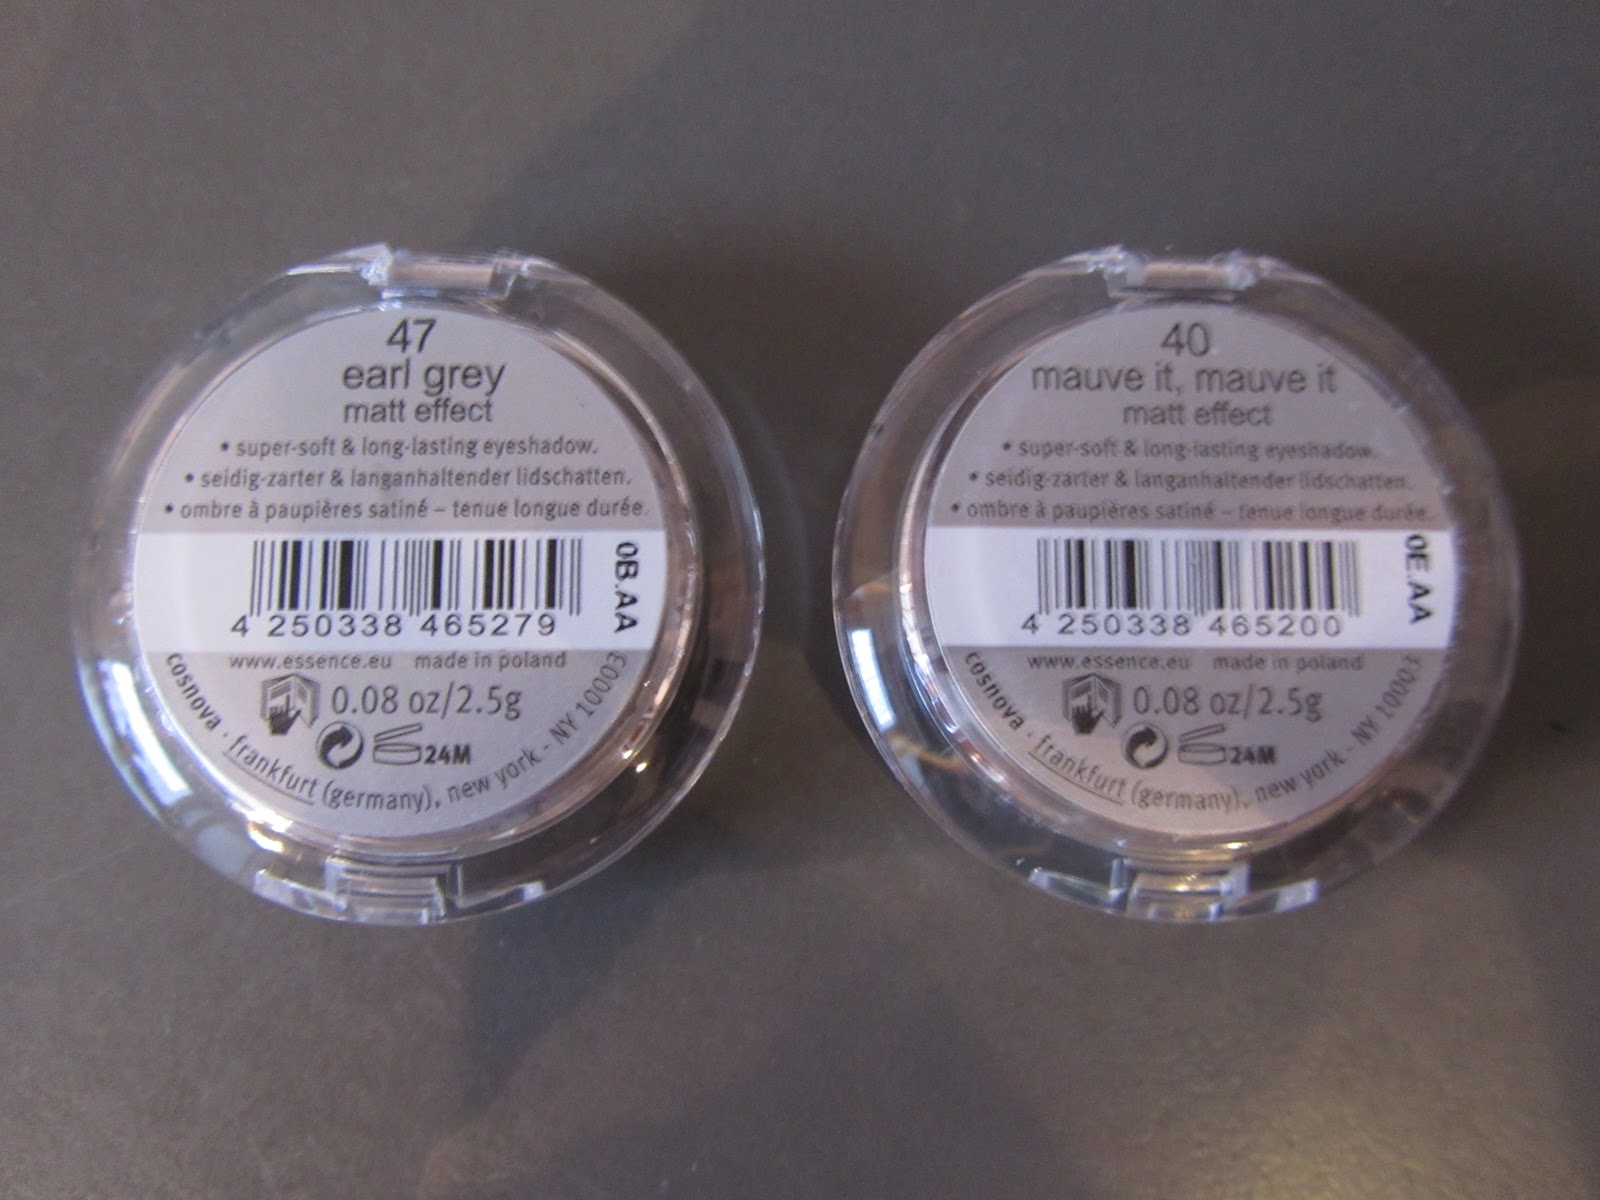 47
earl grey
matt effect
• super-soft & long-lasting eyeshadow.
• seidig-zarter & langanhaltender lidschatten.
• ombre à paupières satiné – tenue longue durée.
0B.AA
4 250338 465279
www.essence.eu made in poland
0.08 oz/2.5g
24M
cosnova · frankfurt (germany), new york - NY 10003
40
mauve it, mauve it
matt effect
• super-soft & long-lasting eyeshadow.
• seidig-zarter & langanhaltender lidschatten.
• ombre à paupières satiné – tenue longue durée.
0E.AA
4 250338 465200
www.essence.eu made in poland
0.08 oz/2.5g
24M
cosnova · frankfurt (germany), new york - NY 10003